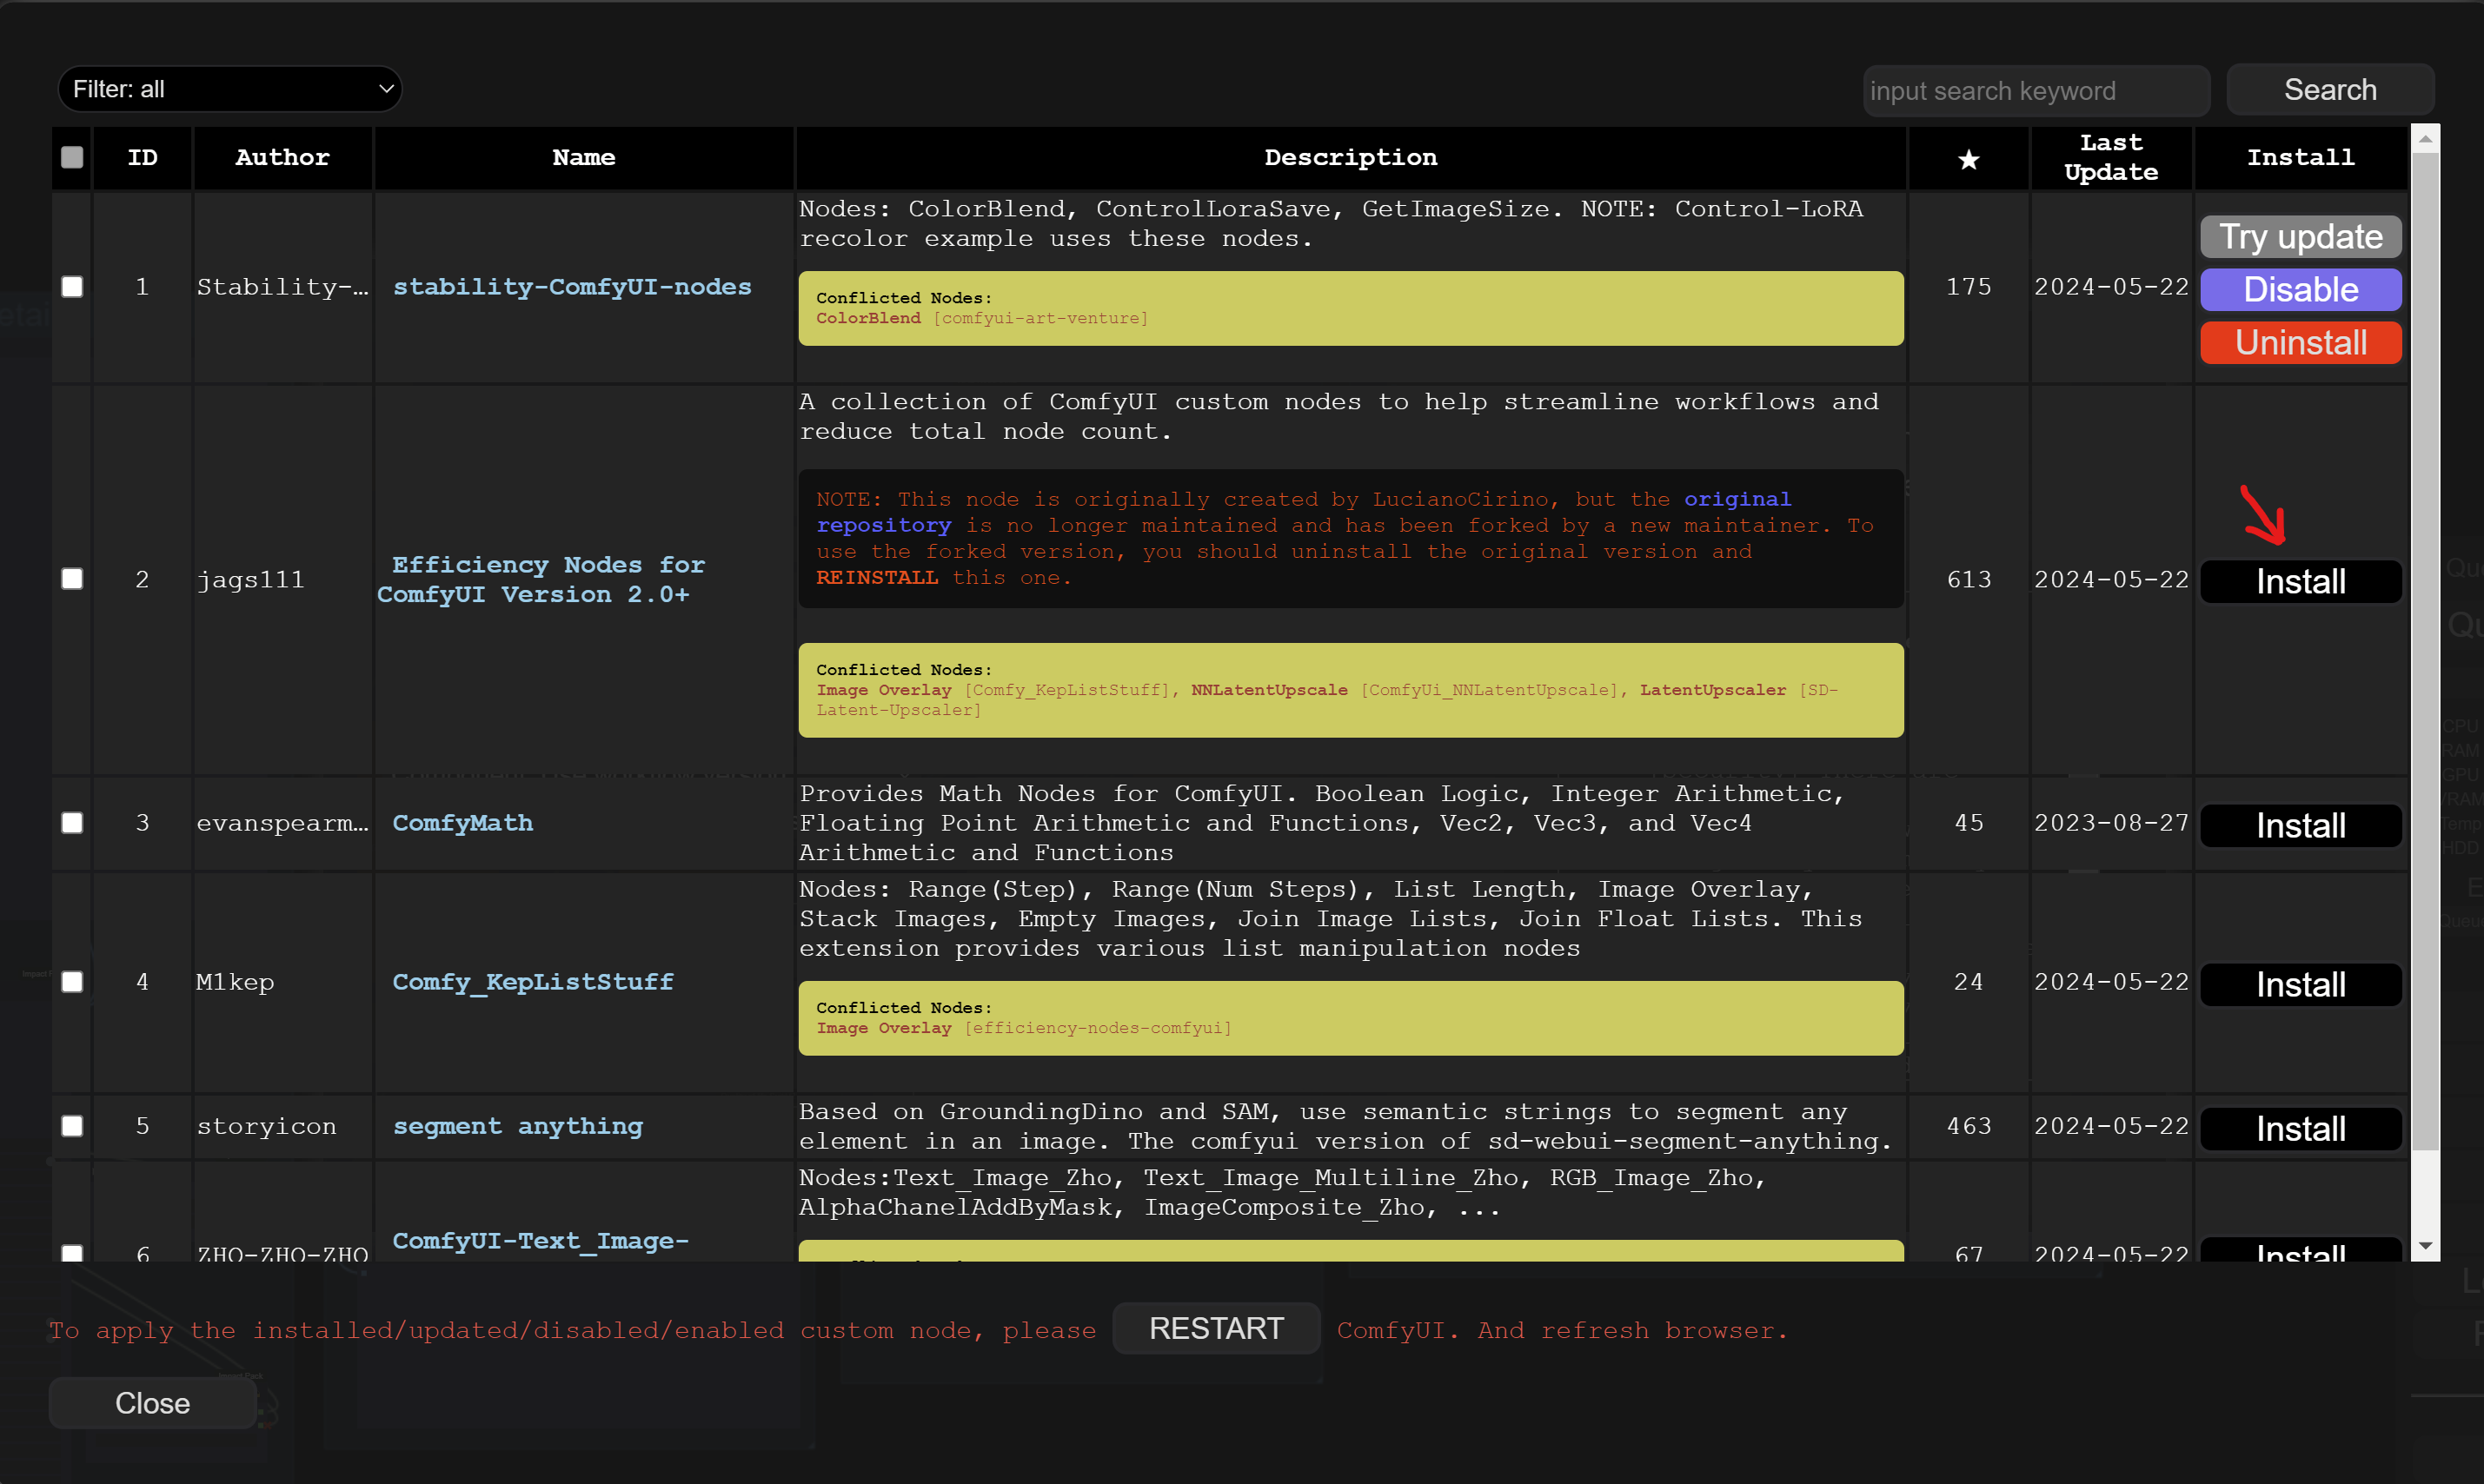 Filter: all
input search keyword
Search
ID
Author
Name
Description
★
Last
Update
Install
1
Stability-…
stability-ComfyUI-nodes
Nodes: ColorBlend, ControlLoraSave, GetImageSize. NOTE: Control-LoRA
recolor example uses these nodes.
Conflicted Nodes:
ColorBlend [comfyui-art-venture]
175
2024-05-22
Try update
Disable
Uninstall
2
jags111
Efficiency Nodes for
ComfyUI Version 2.0+
A collection of ComfyUI custom nodes to help streamline workflows and
reduce total node count.
NOTE: This node is originally created by LucianoCirino, but the original
repository is no longer maintained and has been forked by a new maintainer. To
use the forked version, you should uninstall the original version and
REINSTALL this one.
Conflicted Nodes:
Image Overlay [Comfy_KepListStuff], NNLatentUpscale [ComfyUi_NNLatentUpscale], LatentUpscaler [SD-
Latent-Upscaler]
613
2024-05-22
Install
3
evanspearm…
ComfyMath
Provides Math Nodes for ComfyUI. Boolean Logic, Integer Arithmetic,
Floating Point Arithmetic and Functions, Vec2, Vec3, and Vec4
Arithmetic and Functions
45
2023-08-27
Install
4
M1kep
Comfy_KepListStuff
Nodes: Range(Step), Range(Num Steps), List Length, Image Overlay,
Stack Images, Empty Images, Join Image Lists, Join Float Lists. This
extension provides various list manipulation nodes
Conflicted Nodes:
Image Overlay [efficiency-nodes-comfyui]
24
2024-05-22
Install
5
storyicon
segment anything
Based on GroundingDino and SAM, use semantic strings to segment any
element in an image. The comfyui version of sd-webui-segment-anything.
463
2024-05-22
Install
6
ZHO-ZHO-ZHO
ComfyUI-Text_Image-
Nodes:Text_Image_Zho, Text_Image_Multiline_Zho, RGB_Image_Zho,
AlphaChanelAddByMask, ImageComposite_Zho, ...
67
2024-05-22
Install
To apply the installed/updated/disabled/enabled custom node, please RESTART ComfyUI. And refresh browser.
Close
CPU
RAM
GPU
VRAM
Temp
HDD